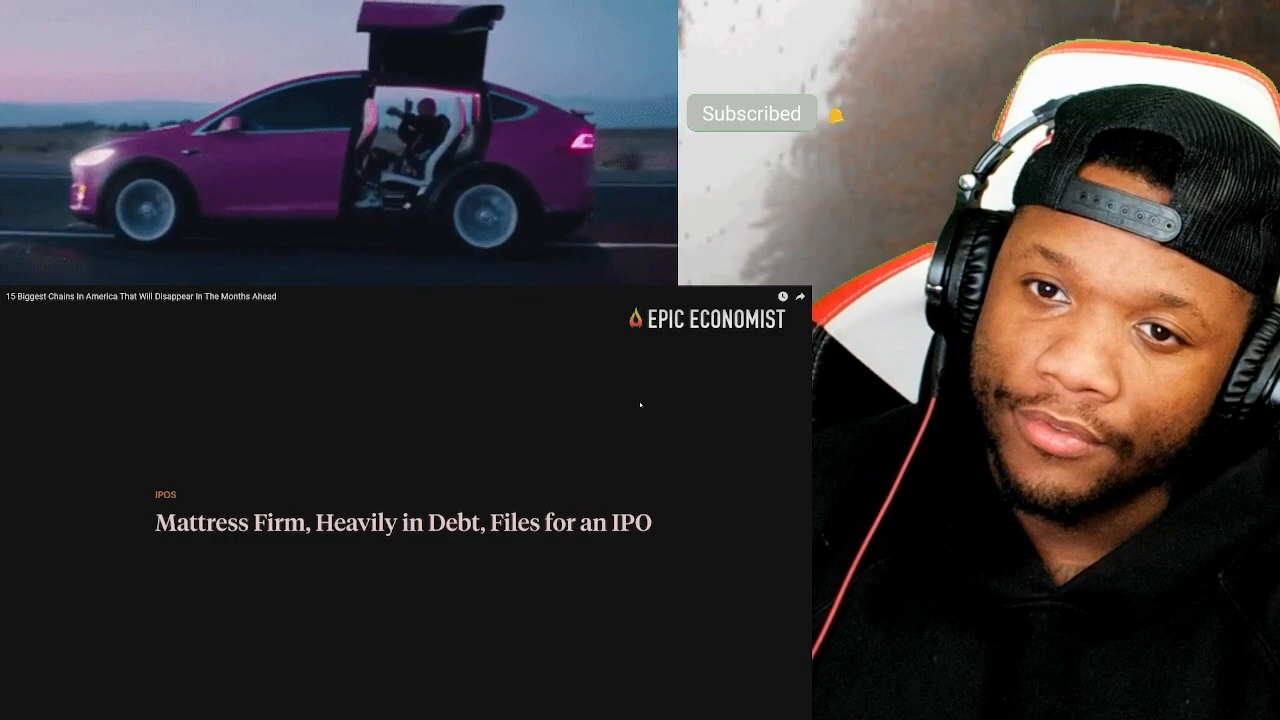 Subscribed
15 Biggest Chains In America That Will Disappear In The Months Ahead
EPIC ECONOMIST
IPOS
Mattress Firm, Heavily in Debt, Files for an IPO